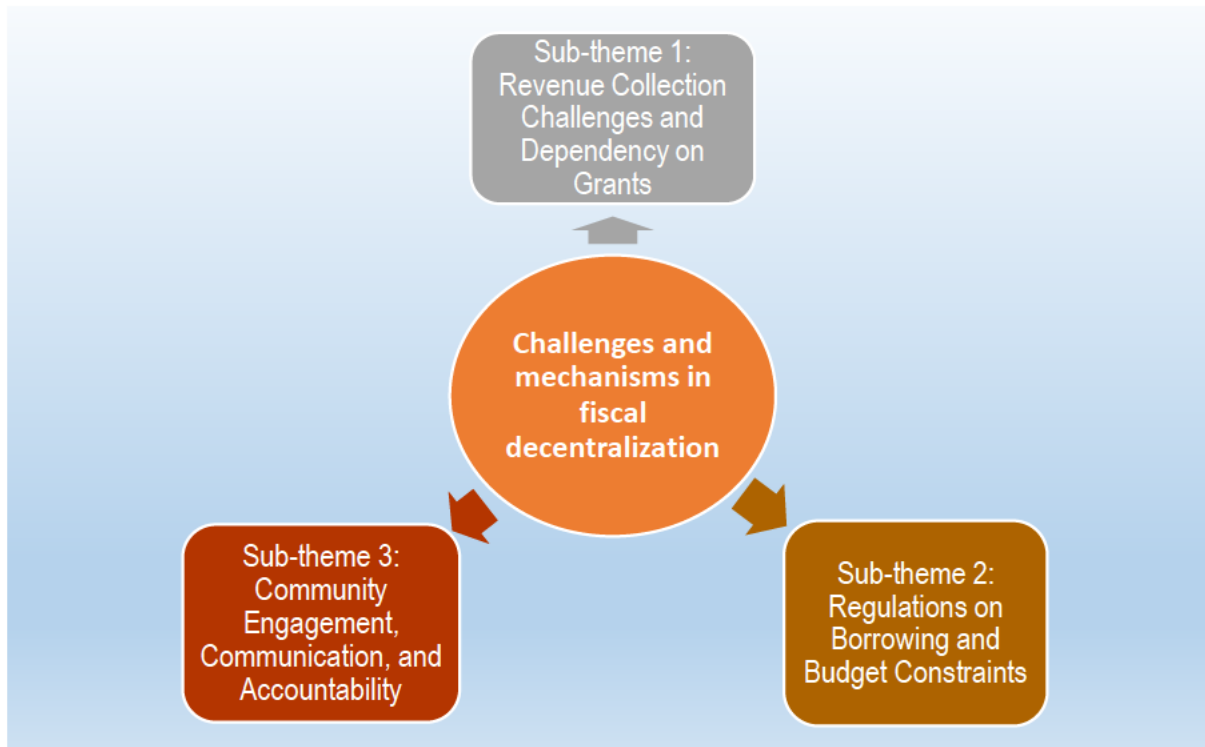 Sub-theme 1:
Revenue Collection
Challenges and
Dependency on
Grants
Challenges and
mechanisms in
fiscal
decentralization
Sub-theme 3:
Community
Engagement,
Communication, and
Accountability
Sub-theme 2:
Regulations on
Borrowing and
Budget Constraints